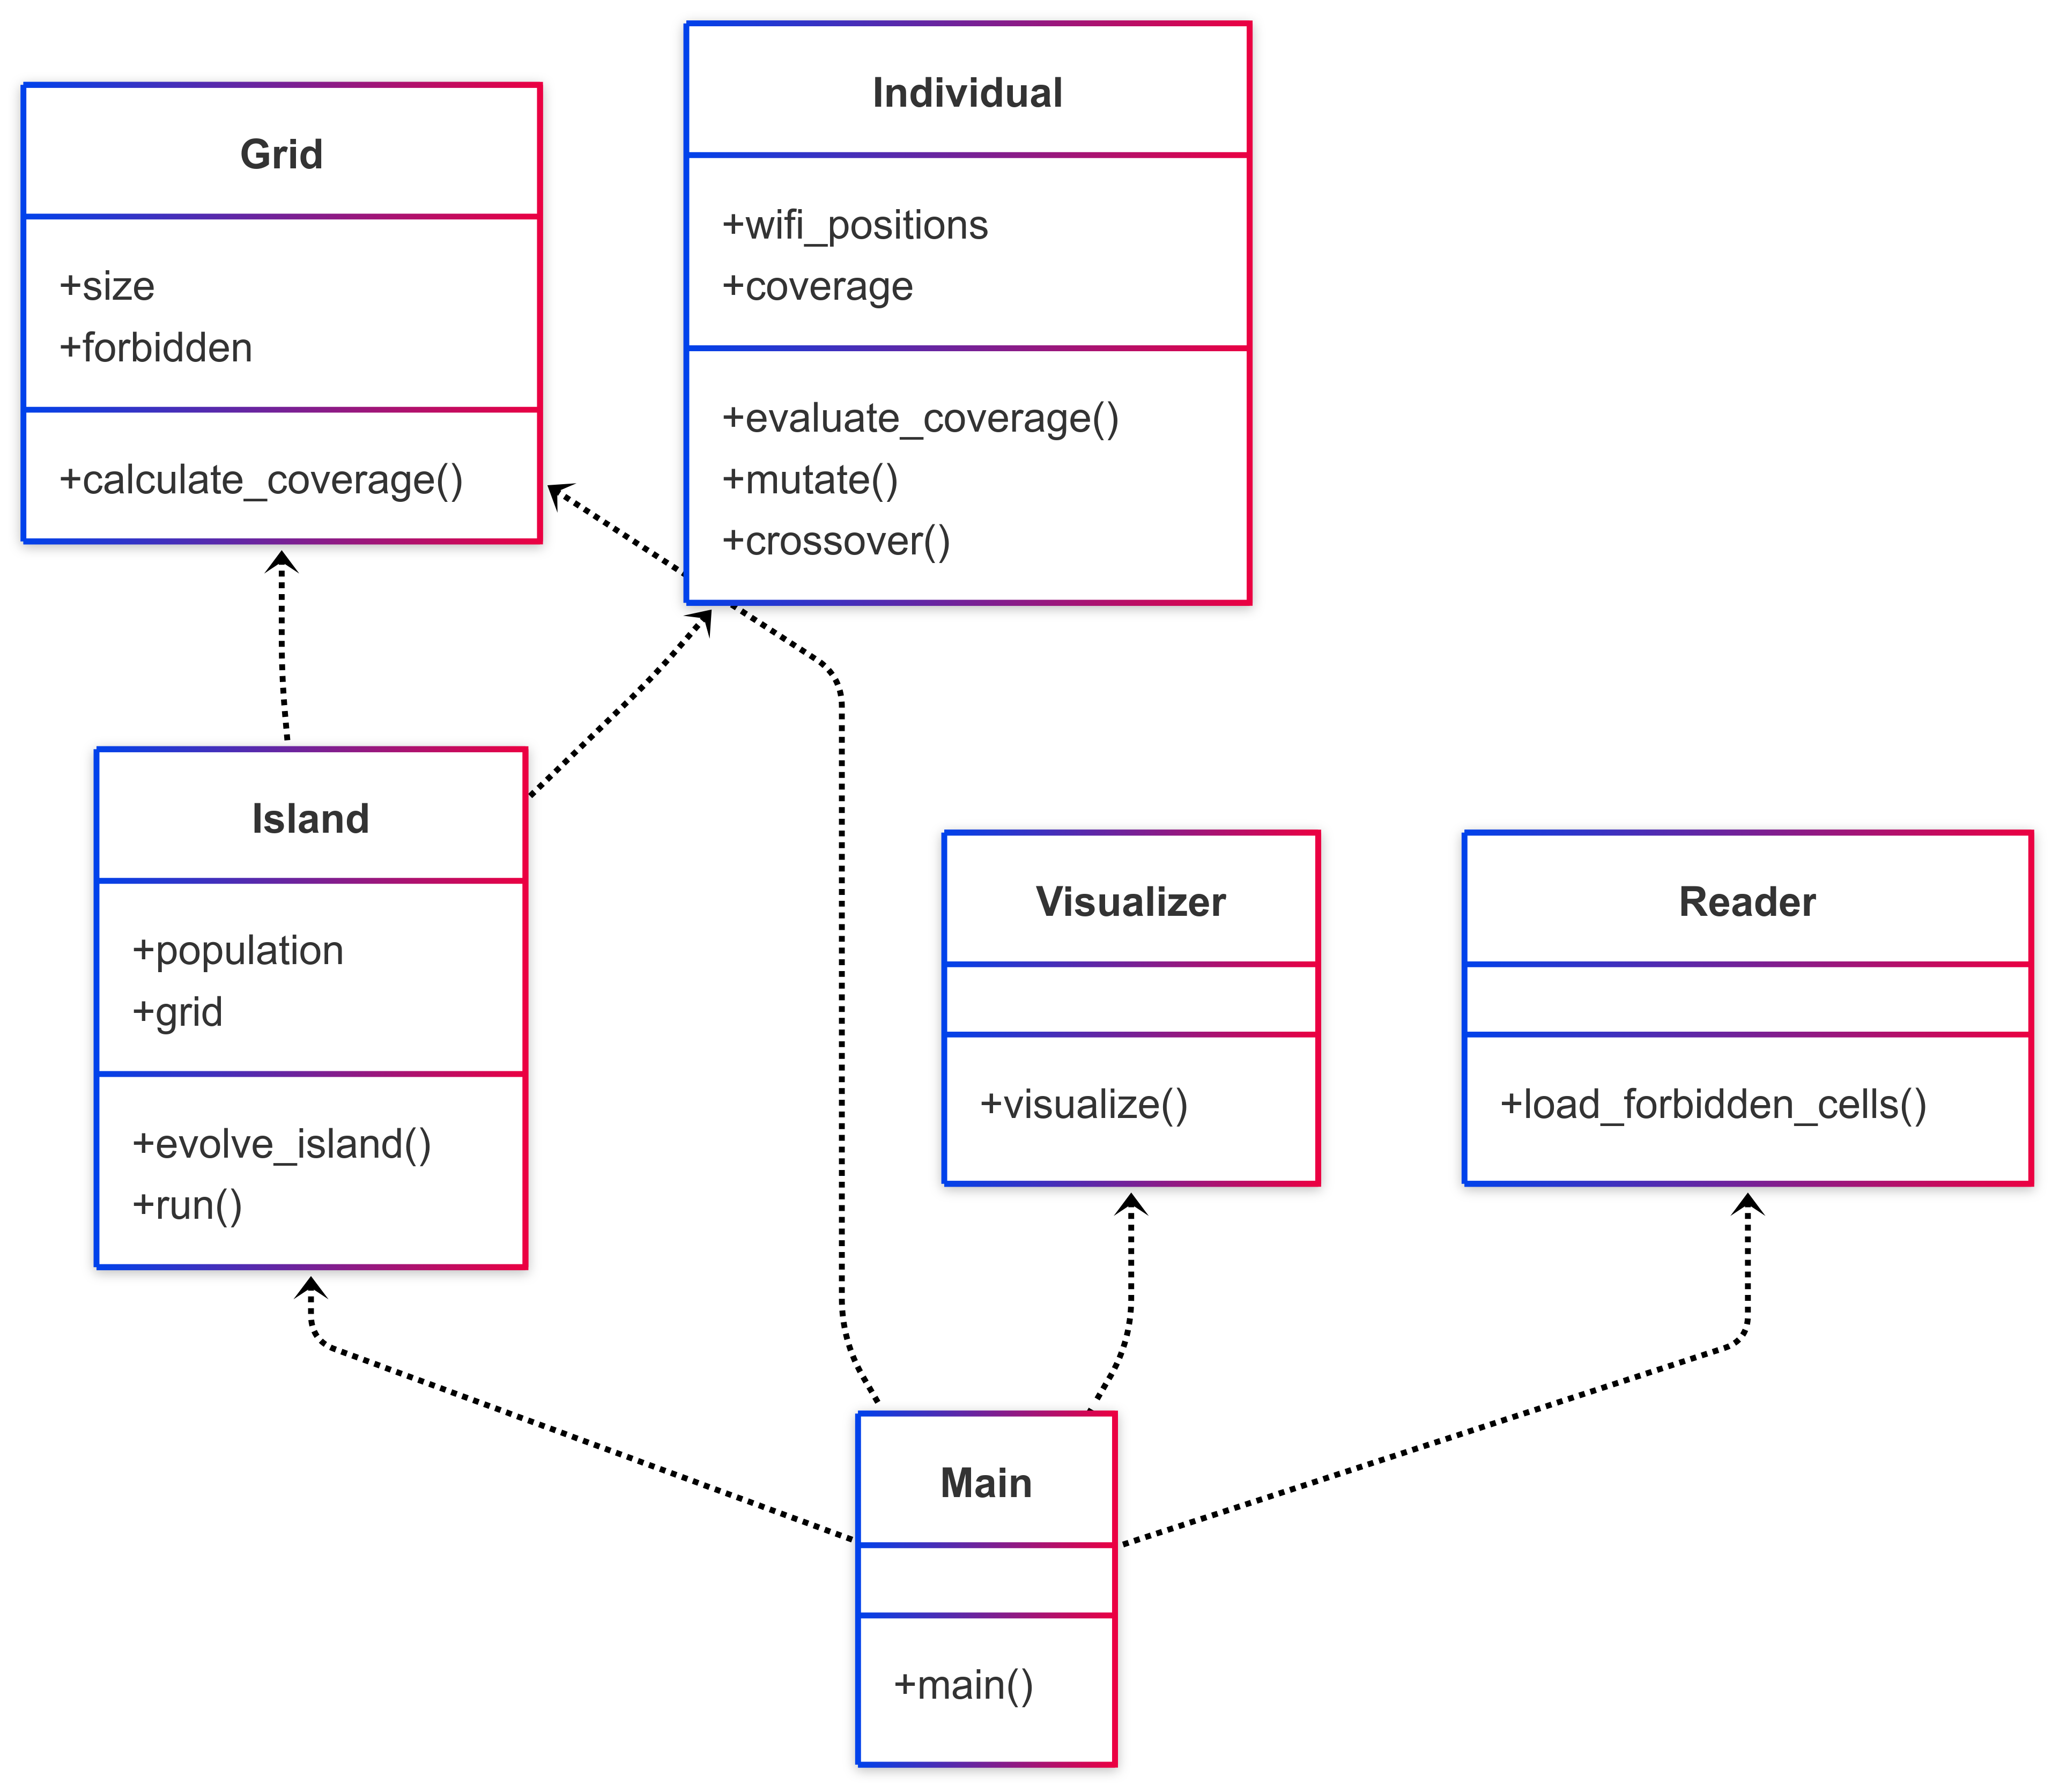 Grid
+size
+forbidden
+calculate_coverage()
Individual
+wifi_positions
+coverage
+evaluate_coverage()
+mutate()
+crossover()
Island
+population
+grid
+evolve_island()
+run()
Visualizer
+visualize()
Reader
+load_forbidden_cells()
Main
+main()